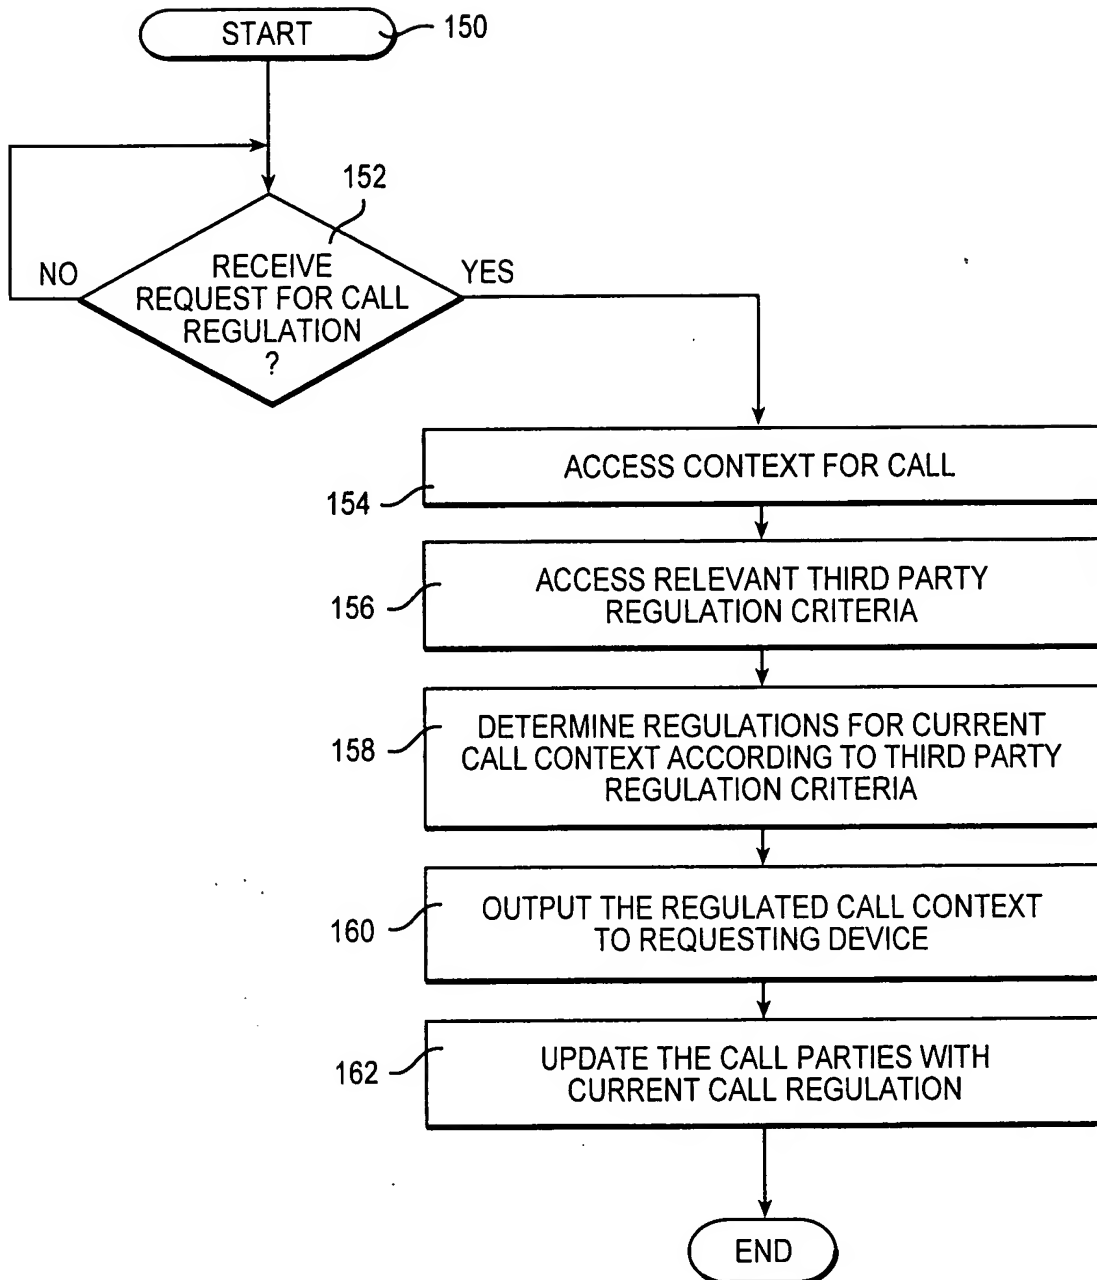 START
150
152
NO
YES
RECEIVE
REQUEST FOR CALL
REGULATION
?
ACCESS CONTEXT FOR CALL
154
ACCESS RELEVANT THIRD PARTY
REGULATION CRITERIA
156
DETERMINE REGULATIONS FOR CURRENT
CALL CONTEXT ACCORDING TO THIRD PARTY
REGULATION CRITERIA
158
OUTPUT THE REGULATED CALL CONTEXT
TO REQUESTING DEVICE
160
UPDATE THE CALL PARTIES WITH
CURRENT CALL REGULATION
162
END